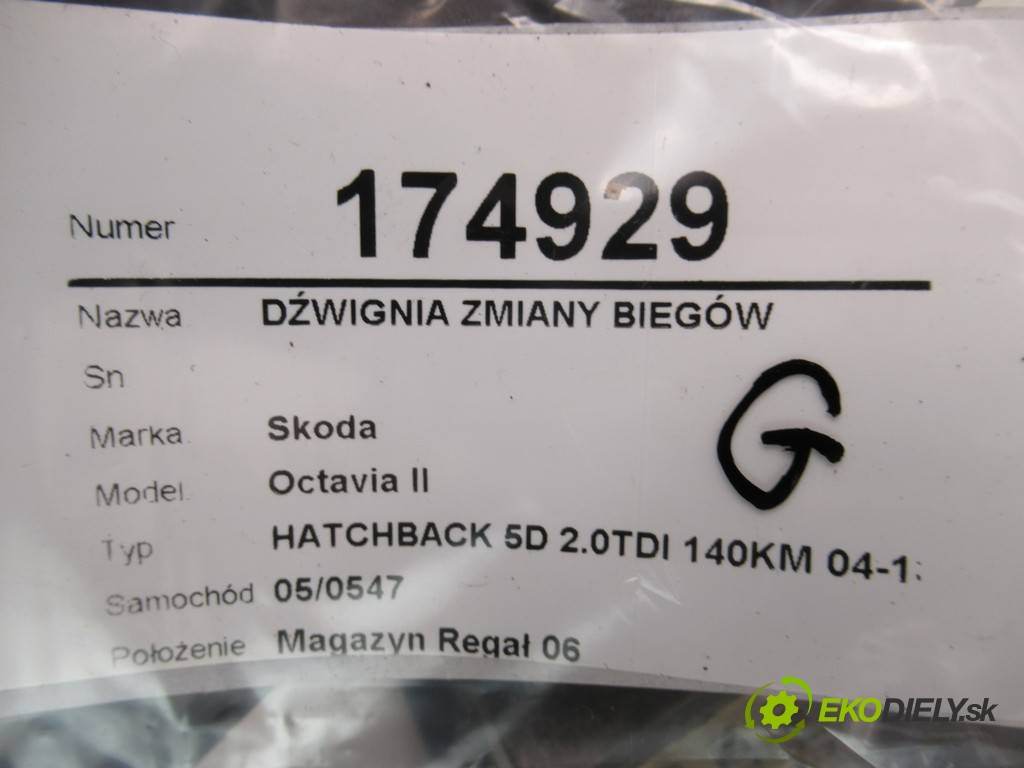 Numer 174929
Nazwa DŹWIGNIA ZMIANY BIEGÓW
Sn
G
Marka Skoda
Model Octavia II
Typ HATCHBACK 5D 2.0TDI 140KM 04-1
Samochód 05/0547
Położenie Magazyn Regał 06
EKODIELY.sk